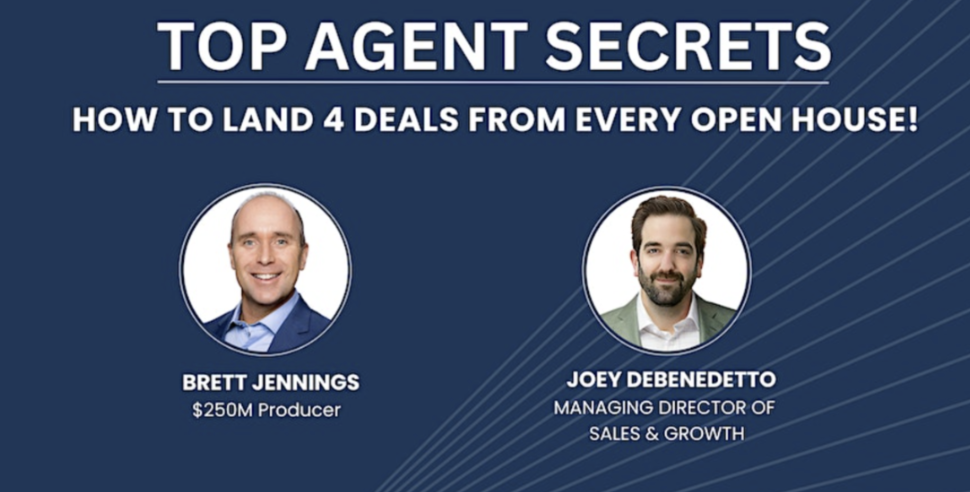 TOP AGENT SECRETS
HOW TO LAND 4 DEALS FROM EVERY OPEN HOUSE!
BRETT JENNINGS
$250M Producer
JOEY DEBENEDETTO
MANAGING DIRECTOR OF
SALES & GROWTH